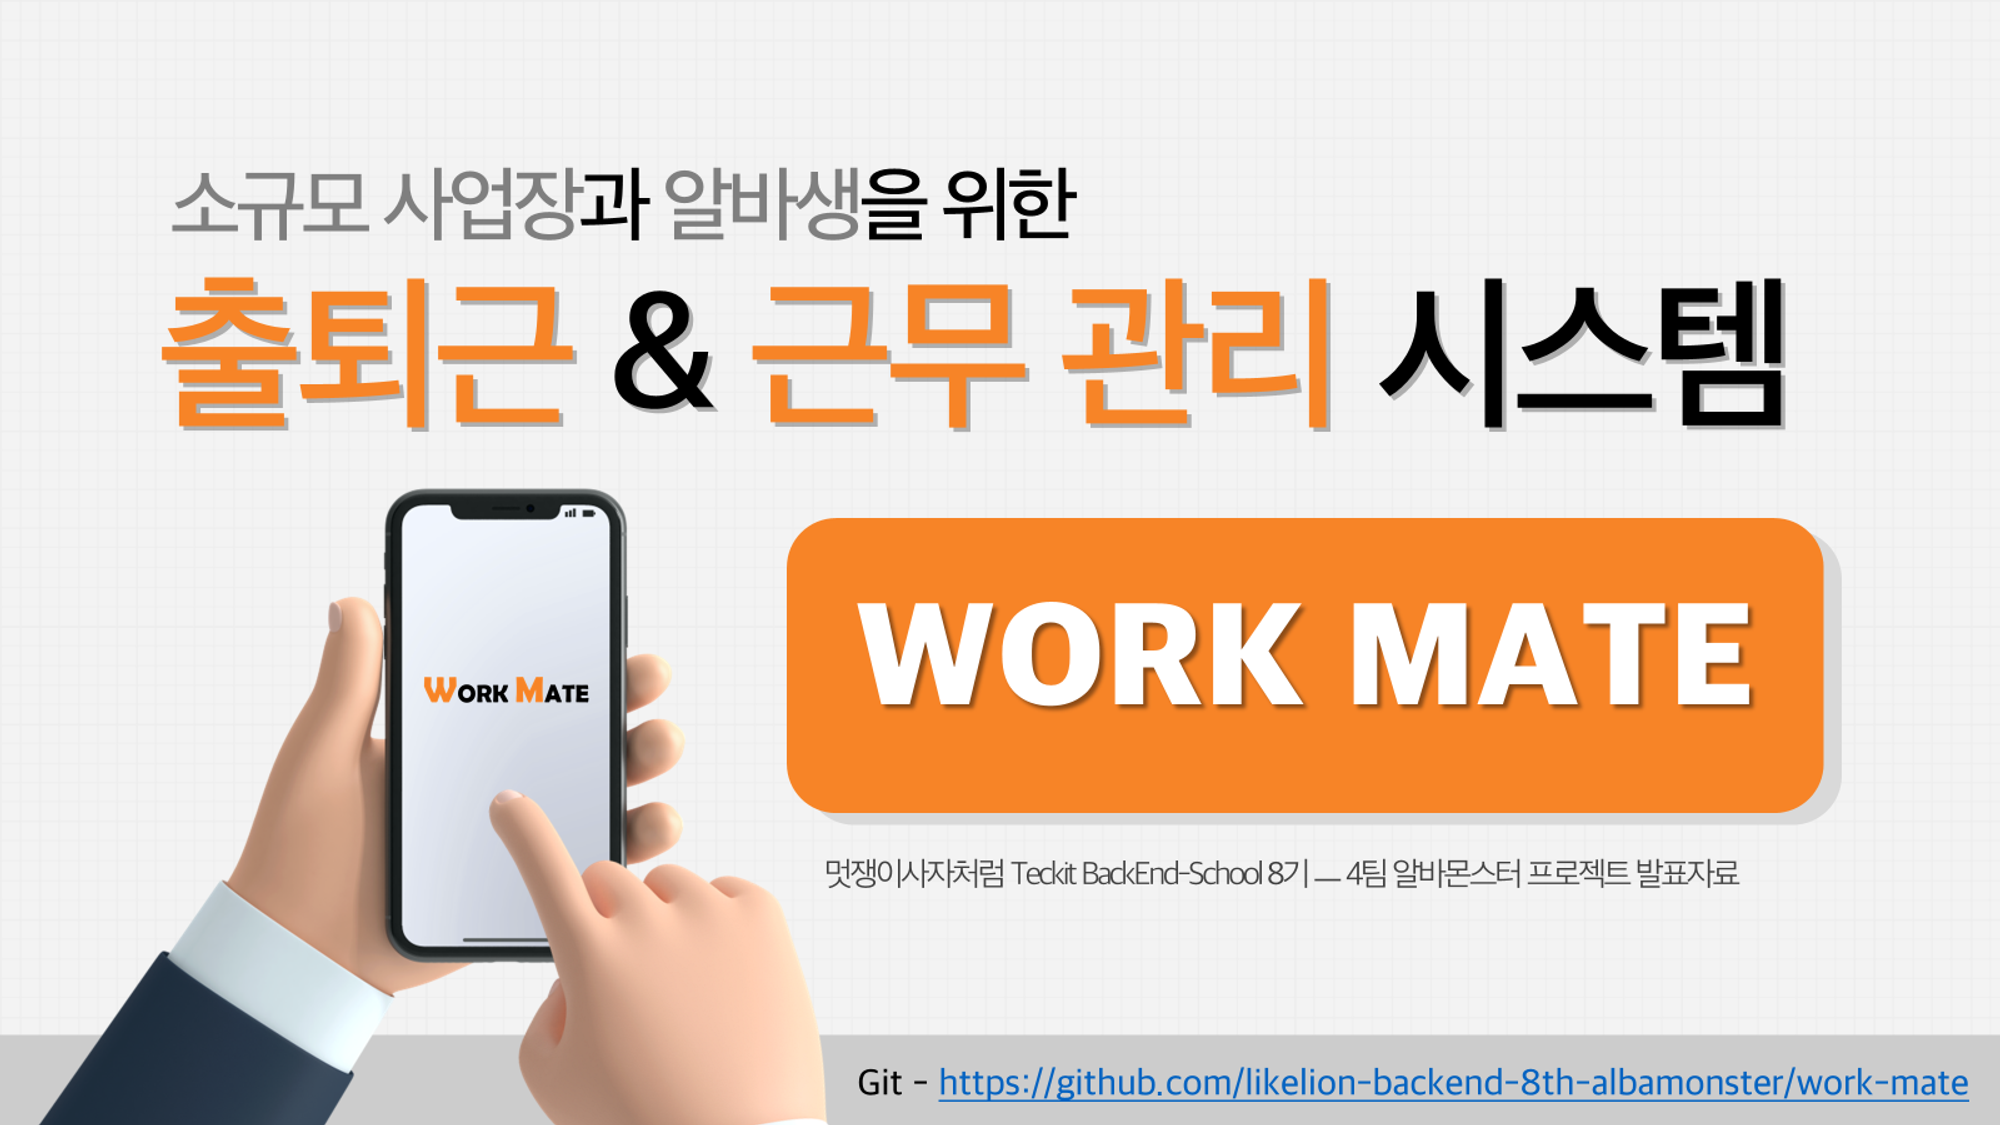 소규모 사업장과 알바생을 위한
출퇴근 & 근무 관리 시스템
WORK MATE
WORK MATE
멋쟁이사자처럼 Teckit BackEnd-School 8기 — 4팀 알바몬스터 프로젝트 발표자료
Git - https://github.com/likelion-backend-8th-albamonster/work-mate